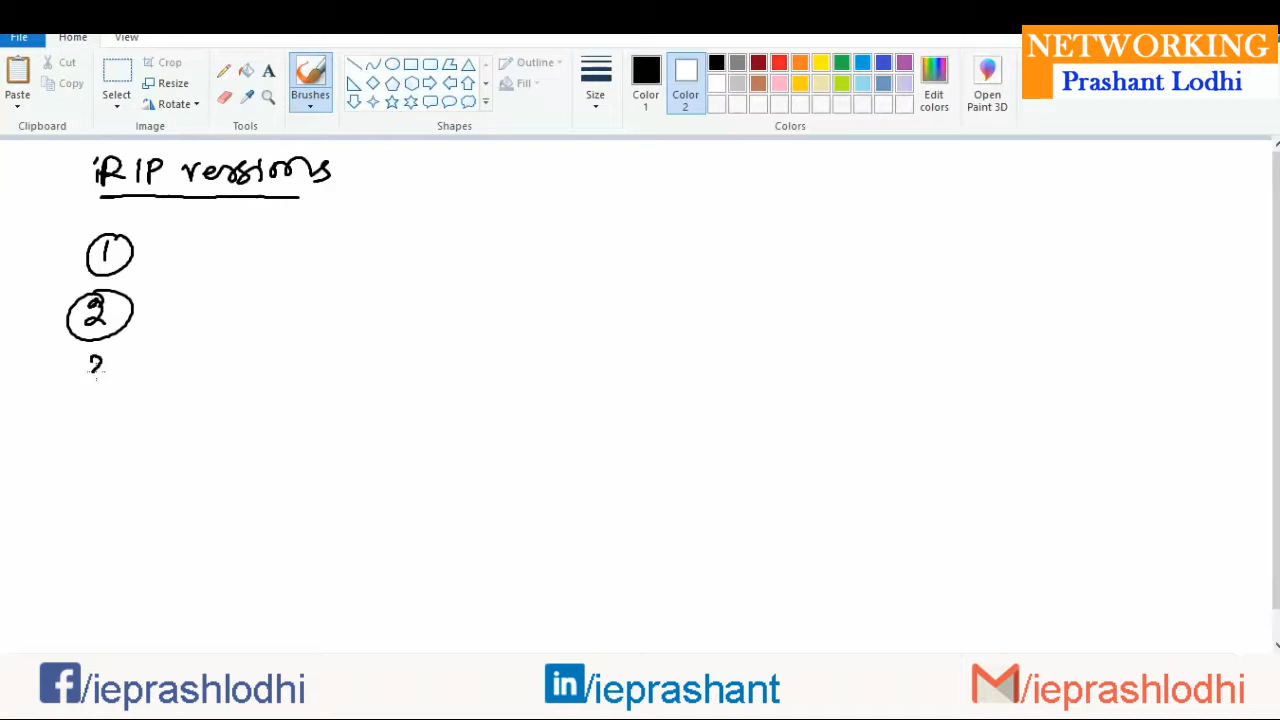 File Home View
NETWORKING
Prashant Lodhi
Cut
Copy
Paste
Clipboard
Crop
Resize
Rotate
Select
Image
A
Tools
Brushes
Outline
Fill
Shapes
Size
Color 1
Color 2
Edit colors
Open Paint 3D
Colors
RIP versions
1
2
/ieprashlodhi
in/ieprashant
/ieprashlodhi